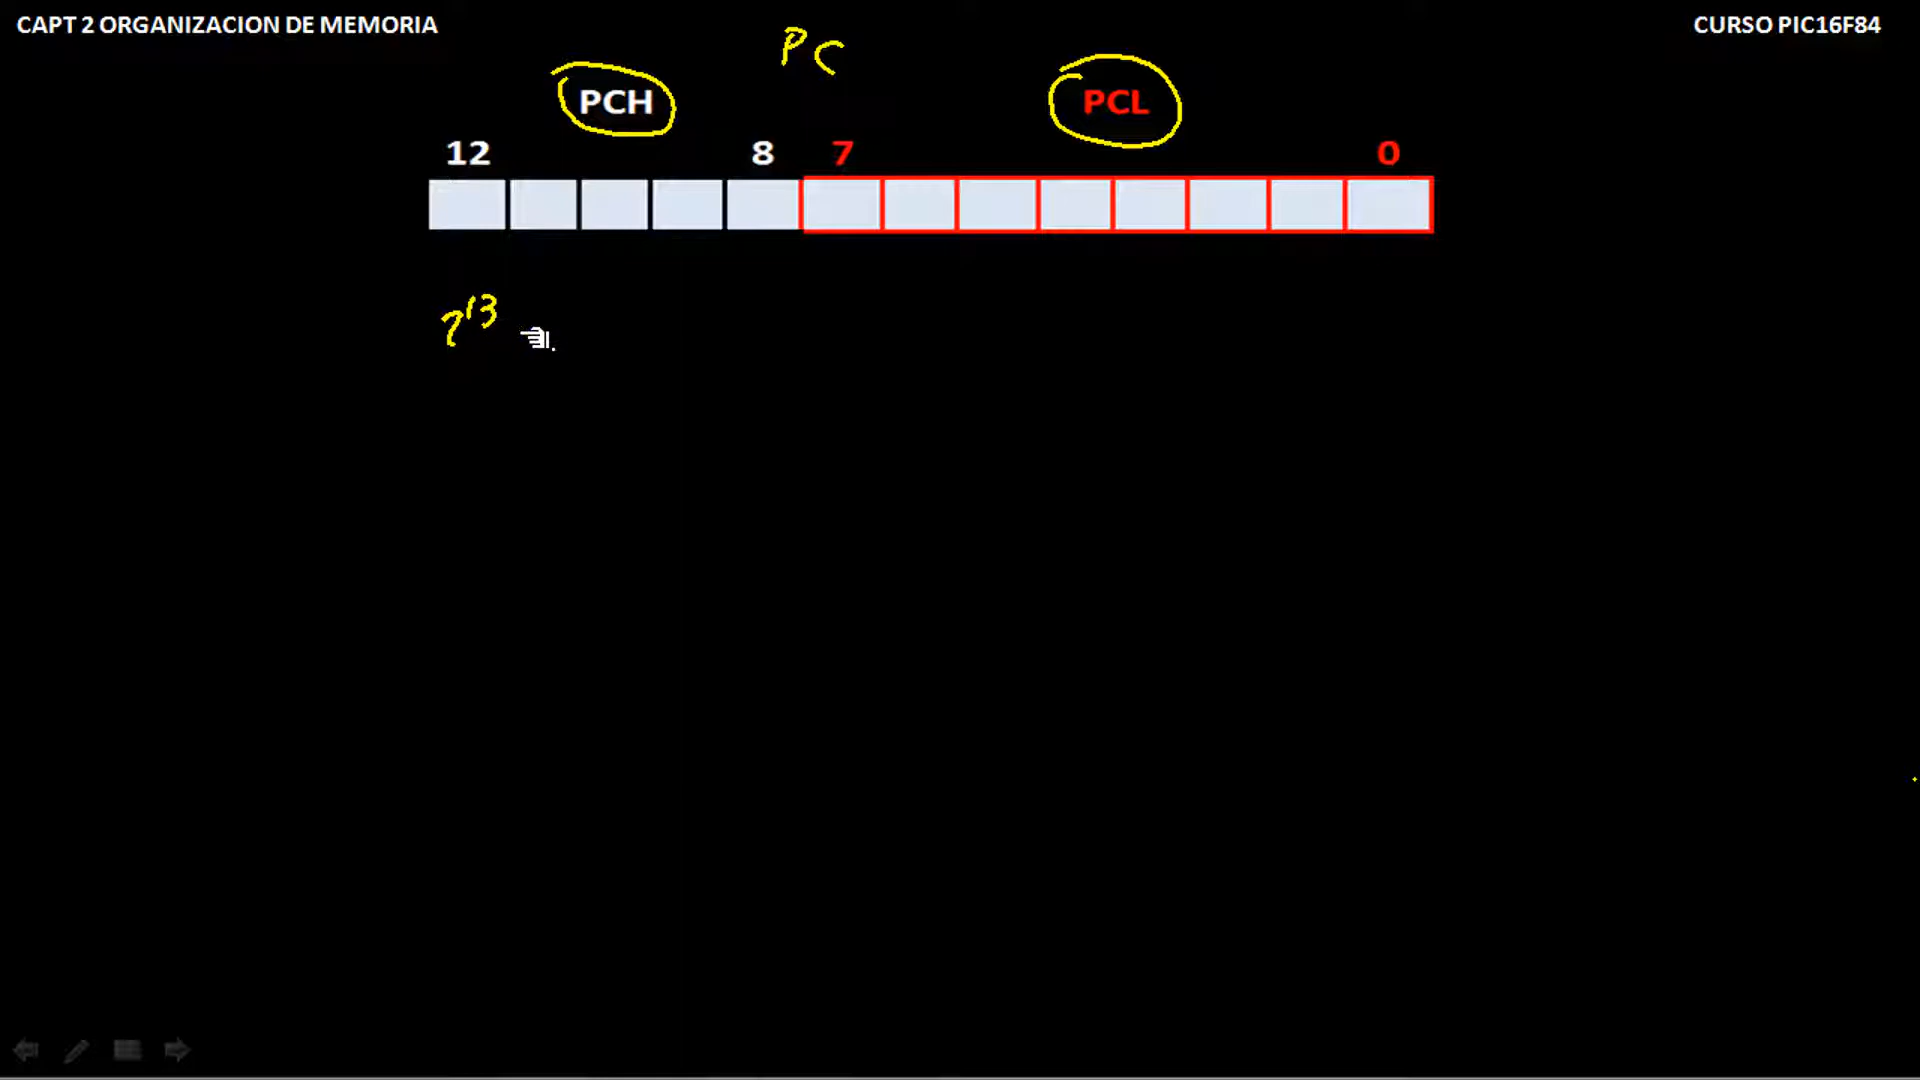 CAPT 2 ORGANIZACION DE MEMORIA
CURSO PIC16F84
PC
PCH
PCL
12 8 7 0
2¹³